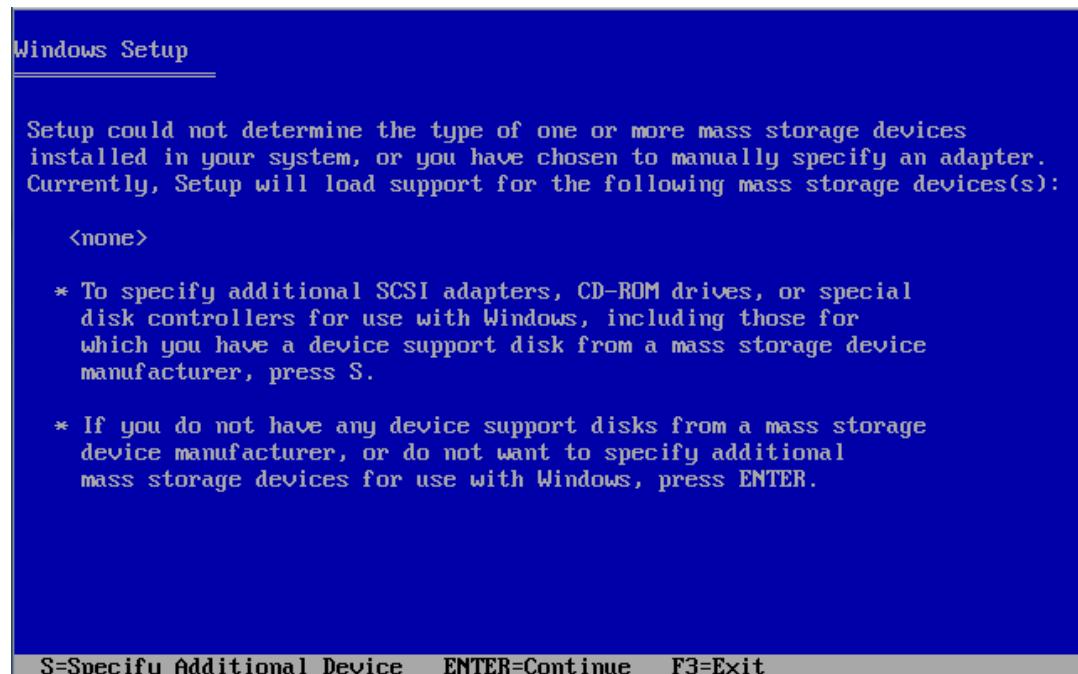 Windows Setup
Setup could not determine the type of one or more mass storage devices
installed in your system, or you have chosen to manually specify an adapter.
Currently, Setup will load support for the following mass storage devices(s):
<none>
* To specify additional SCSI adapters, CD-ROM drives, or special
disk controllers for use with Windows, including those for
which you have a device support disk from a mass storage device
manufacturer, press S.
* If you do not have any device support disks from a mass storage
device manufacturer, or do not want to specify additional
mass storage devices for use with Windows, press ENTER.
S=Specify Additional Device ENTER=Continue F3=Exit